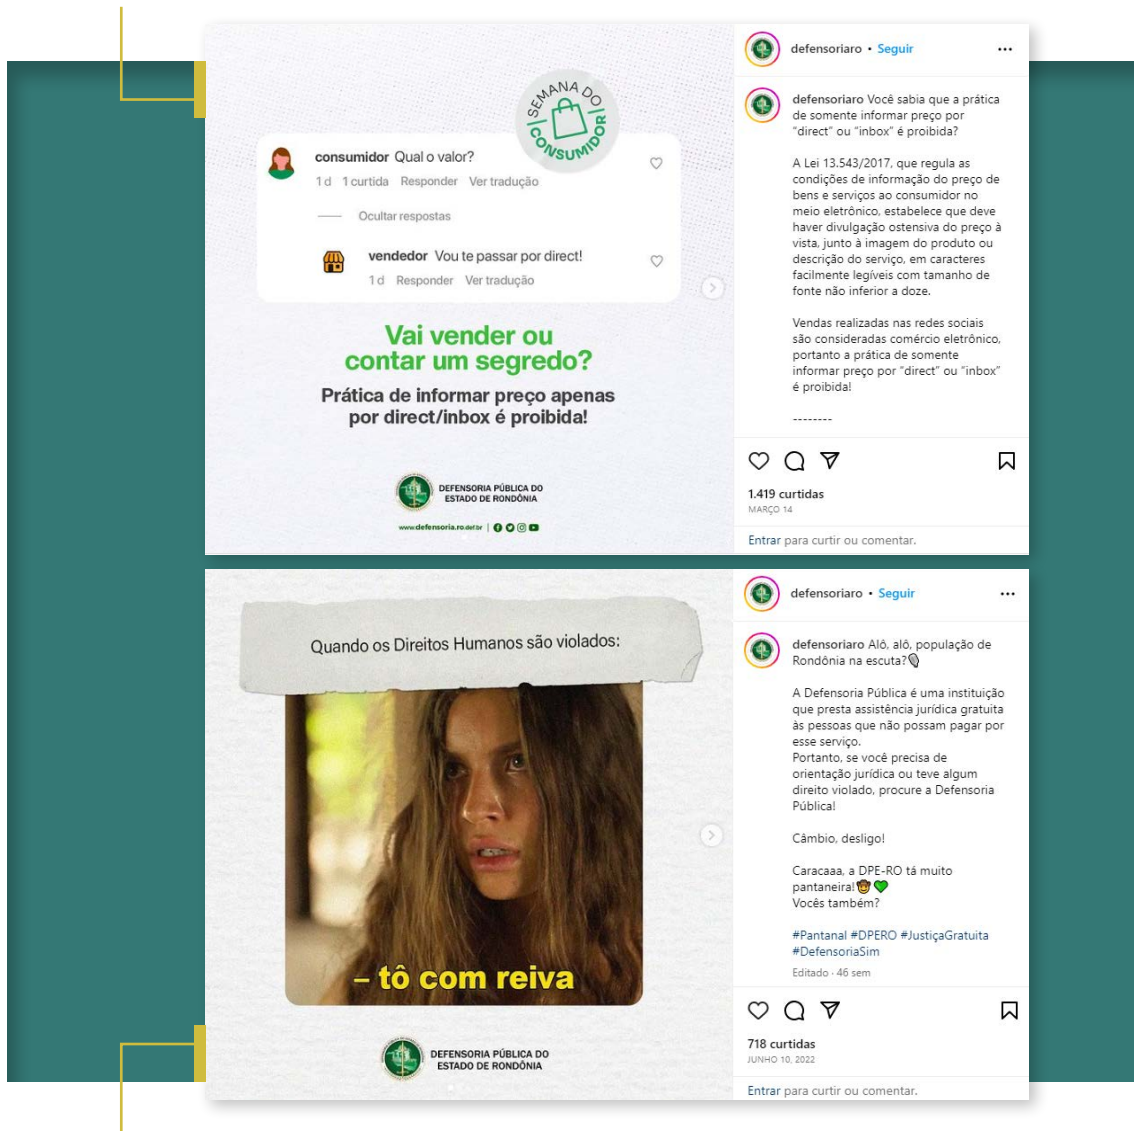 SEMANA DO
CONSUMIDOR
consumidor Qual o valor?
1 d 1 curtida Responder Ver tradução
Ocultar respostas
vendedor Vou te passar por direct!
1 d Responder Ver tradução
Vai vender ou
contar um segredo?
Prática de informar preço apenas
por direct/inbox é proibida!
DEFENSORIA PÚBLICA DO
ESTADO DE RONDÔNIA
www.defensoria.ro.def.br |
defensoriaro • Seguir
defensoriaro Você sabia que a prática
de somente informar preço por
"direct" ou "inbox" é proibida?
A Lei 13.543/2017, que regula as
condições de informação do preço de
bens e serviços ao consumidor no
meio eletrônico, estabelece que deve
haver divulgação ostensiva do preço à
vista, junto à imagem do produto ou
descrição do serviço, em caracteres
facilmente legíveis com tamanho de
fonte não inferior a doze.
Vendas realizadas nas redes sociais
são consideradas comércio eletrônico,
portanto a prática de somente
informar preço por "direct" ou "inbox"
é proibida!
--------
1.419 curtidas
MARÇO 14
Entrar para curtir ou comentar.
Quando os Direitos Humanos são violados:
– tô com reiva
DEFENSORIA PÚBLICA DO
ESTADO DE RONDÔNIA
defensoriaro • Seguir
defensoriaro Alô, alô, população de
Rondônia na escuta?
A Defensoria Pública é uma instituição
que presta assistência jurídica gratuita
às pessoas que não possam pagar por
esse serviço.
Portanto, se você precisa de
orientação jurídica ou teve algum
direito violado, procure a Defensoria
Pública!
Câmbio, desligo!
Caracaaa, a DPE-RO tá muito
pantaneira!🤠💚
Vocês também?
#Pantanal #DPERO #JustiçaGratuita
#DefensoriaSim
Editado · 46 sem
718 curtidas
JUNHO 10, 2022
Entrar para curtir ou comentar.